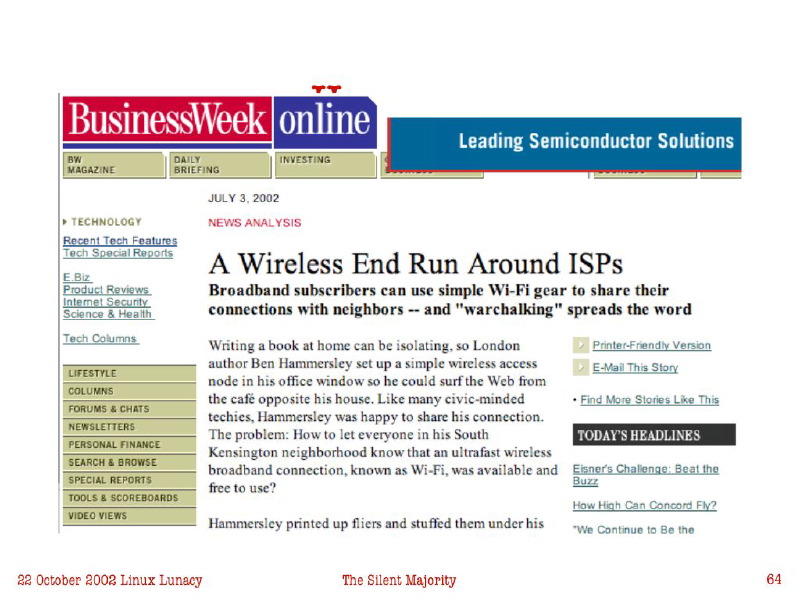 BusinessWeek online
Leading Semiconductor Solutions
BW MAGAZINE
DAILY BRIEFING
INVESTING
JULY 3, 2002
NEWS ANALYSIS
TECHNOLOGY
Recent Tech Features
Tech Special Reports
E.Biz
Product Reviews
Internet Security
Science & Health
Tech Columns
LIFESTYLE
COLUMNS
FORUMS & CHATS
NEWSLETTERS
PERSONAL FINANCE
SEARCH & BROWSE
SPECIAL REPORTS
TOOLS & SCOREBOARDS
VIDEO VIEWS
A Wireless End Run Around ISPs
Broadband subscribers can use simple Wi-Fi gear to share their
connections with neighbors -- and "warchalking" spreads the word
Writing a book at home can be isolating, so London
author Ben Hammersley set up a simple wireless access
node in his office window so he could surf the Web from
the café opposite his house. Like many civic-minded
techies, Hammersley was happy to share his connection.
The problem: How to let everyone in his South
Kensington neighborhood know that an ultrafast wireless
broadband connection, known as Wi-Fi, was available and
free to use?
Hammersley printed up fliers and stuffed them under his
Printer-Friendly Version
E-Mail This Story
• Find More Stories Like This
TODAY'S HEADLINES
Eisner's Challenge: Beat the
Buzz
How High Can Concord Fly?
"We Continue to Be the
22 October 2002 Linux Lunacy
The Silent Majority
64